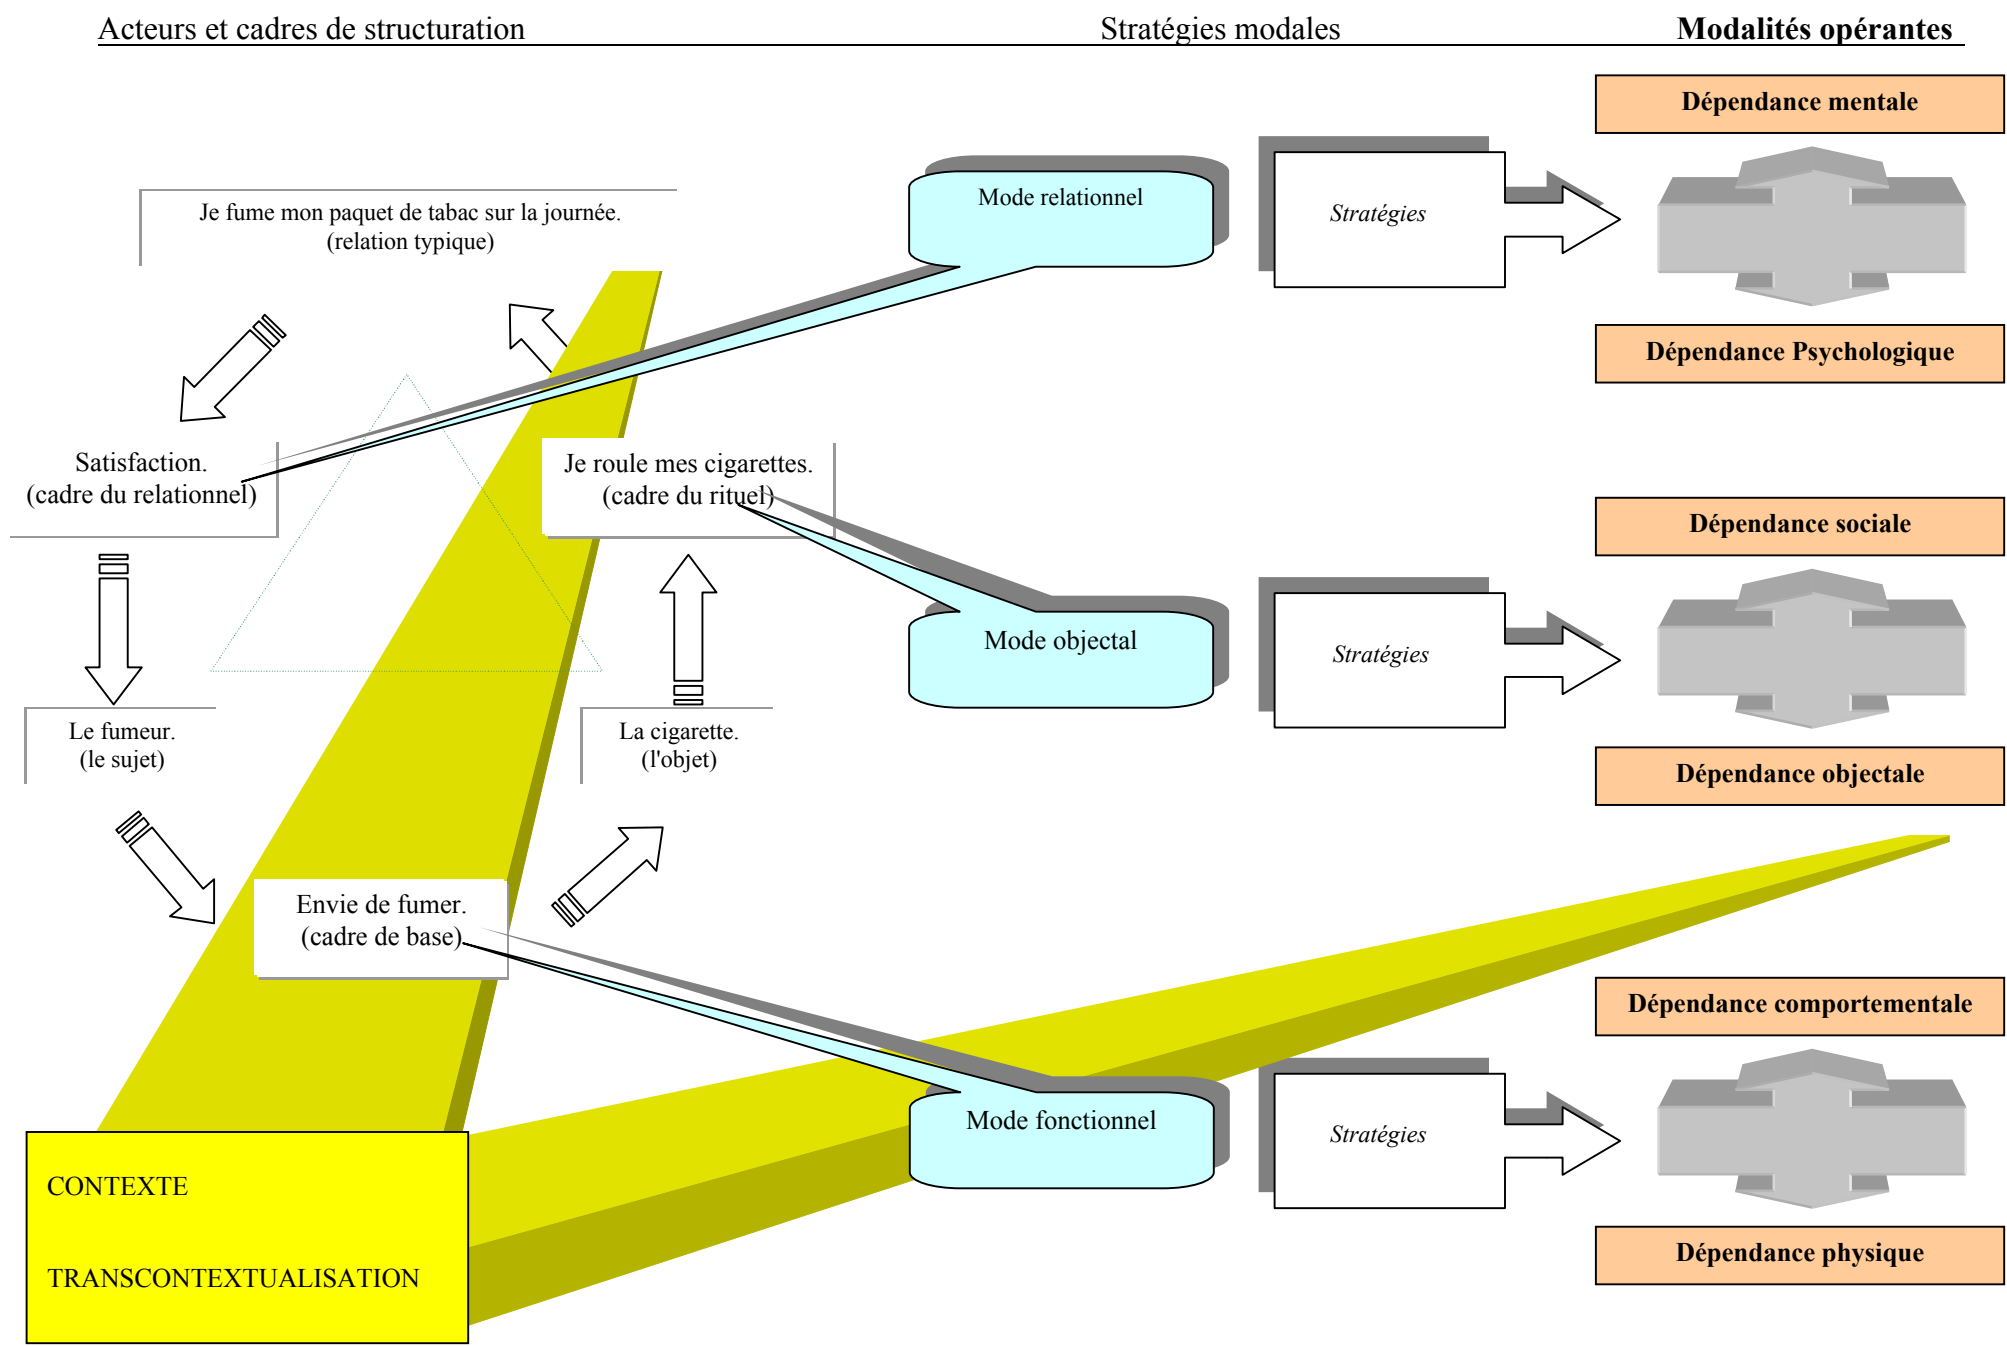 Acteurs et cadres de structuration
Stratégies modales
Modalités opérantes
Dépendance mentale
Mode relationnel
Stratégies
Je fume mon paquet de tabac sur la journée.
(relation typique)
Dépendance Psychologique
Satisfaction.
(cadre du relationnel)
Je roule mes cigarettes.
(cadre du rituel)
Dépendance sociale
Mode objectal
Stratégies
Le fumeur.
(le sujet)
La cigarette.
(l'objet)
Dépendance objectale
Envie de fumer.
(cadre de base)
Dépendance comportementale
Mode fonctionnel
Stratégies
CONTEXTE
TRANSCONTEXTUALISATION
Dépendance physique